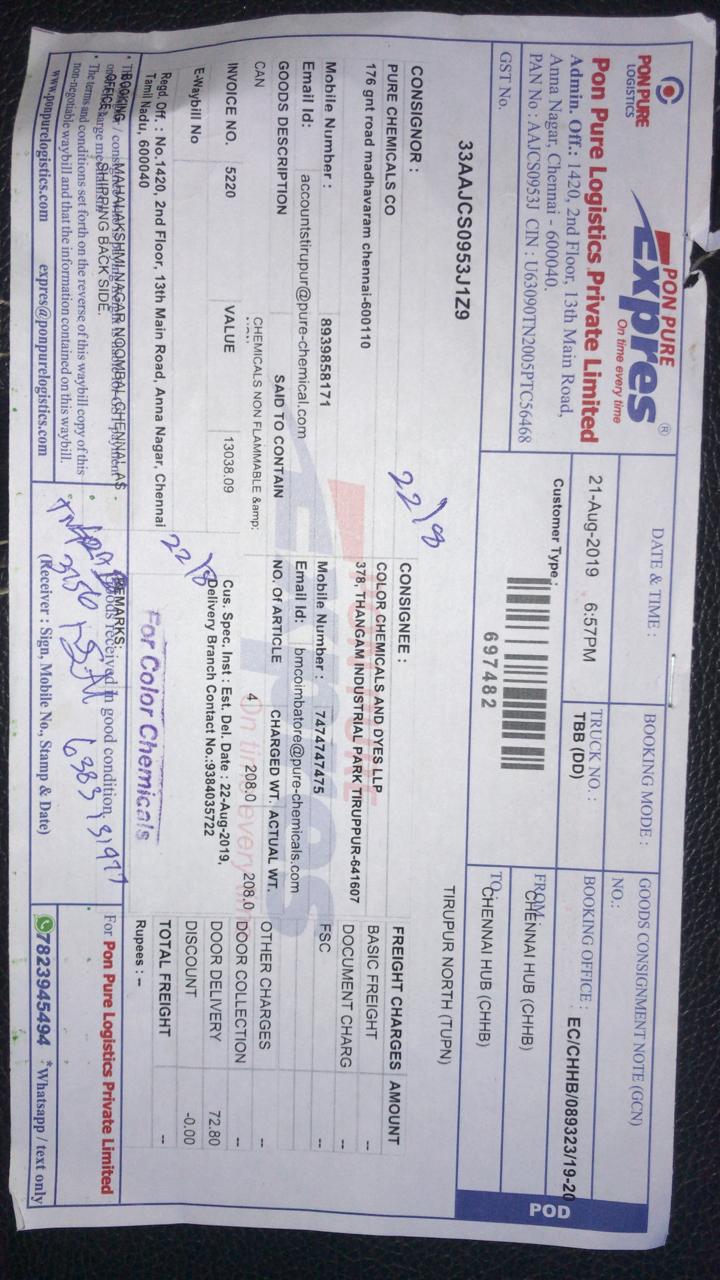 PON PURE
LOGISTICS
PON PURE
Expres ®
On time every time
Pon Pure Logistics Private Limited
Admin. Off.: 1420, 2nd Floor, 13th Main Road,
Anna Nagar, Chennai - 600040.
PAN No : AAJCS0953J CIN : U63090TN2005PTC56468
GST No.
33AAJCS0953J1Z9
DATE & TIME :
21-Aug-2019 6:57PM
Customer Type :
697482
BOOKING MODE :
TRUCK NO. :
TBB (DD)
GOODS CONSIGNMENT NOTE (GCN)
NO.:
EC/CHHB/089323/19-20
BOOKING OFFICE :
FROM:
CHENNAI HUB (CHHB)
TO:
CHENNAI HUB (CHHB)
TIRUPUR NORTH (TUPN)
POD
CONSIGNOR :
PURE CHEMICALS CO
176 gnt road madhavaram chennai-600110
Mobile Number : 8939858171
Email Id: accountstirupur@pure-chemical.com
22/8
CONSIGNEE :
COLOR CHEMICALS AND DYES LLP
378, THANGAM INDUSTRIAL PARK TIRUPPUR-641607
Mobile Number : 7474747475
Email Id: bmcoimbatore@pure-chemicals.com
GOODS DESCRIPTION SAID TO CONTAIN NO. Of ARTICLE CHARGED WT. ACTUAL WT.
CAN CHEMICALS NON FLAMMABLE &amp; 4 208.0 208.0
INVOICE NO. 5220 VALUE 13038.09
Cus. Spec, Inst : Est. Del. Date : 22-Aug-2019,
Delivery Branch Contact No.:9384035722
E-Waybill No
22/8
FREIGHT CHARGES AMOUNT
BASIC FREIGHT --
DOCUMENT CHARG --
FSC --
OTHER CHARGES --
DOOR COLLECTION --
DOOR DELIVERY 72.80
DISCOUNT -0.00
TOTAL FREIGHT --
Rupees : --
Regd. Off. : No.1420, 2nd Floor, 13th Main Road, Anna Nagar, Chennai
Tamil Nadu, 600040
BOOKING
OFFICE
MAHALAKSHMI NAGAR NOOMBAL CHENNAI, AS
SHIPPING BACK SIDE.
• The terms and conditions set forth on the reverse of this waybill copy of this
non-negotiable waybill and that the information contained on this waybill.
www.ponpurelogistics.com expres@ponpurelogistics.com
For Color Chemicals
REMARKS:
Goods received in good condition,
(Receiver : Sign, Mobile No., Stamp & Date)
For Pon Pure Logistics Private Limited
7823945494 *Whatsapp / text only